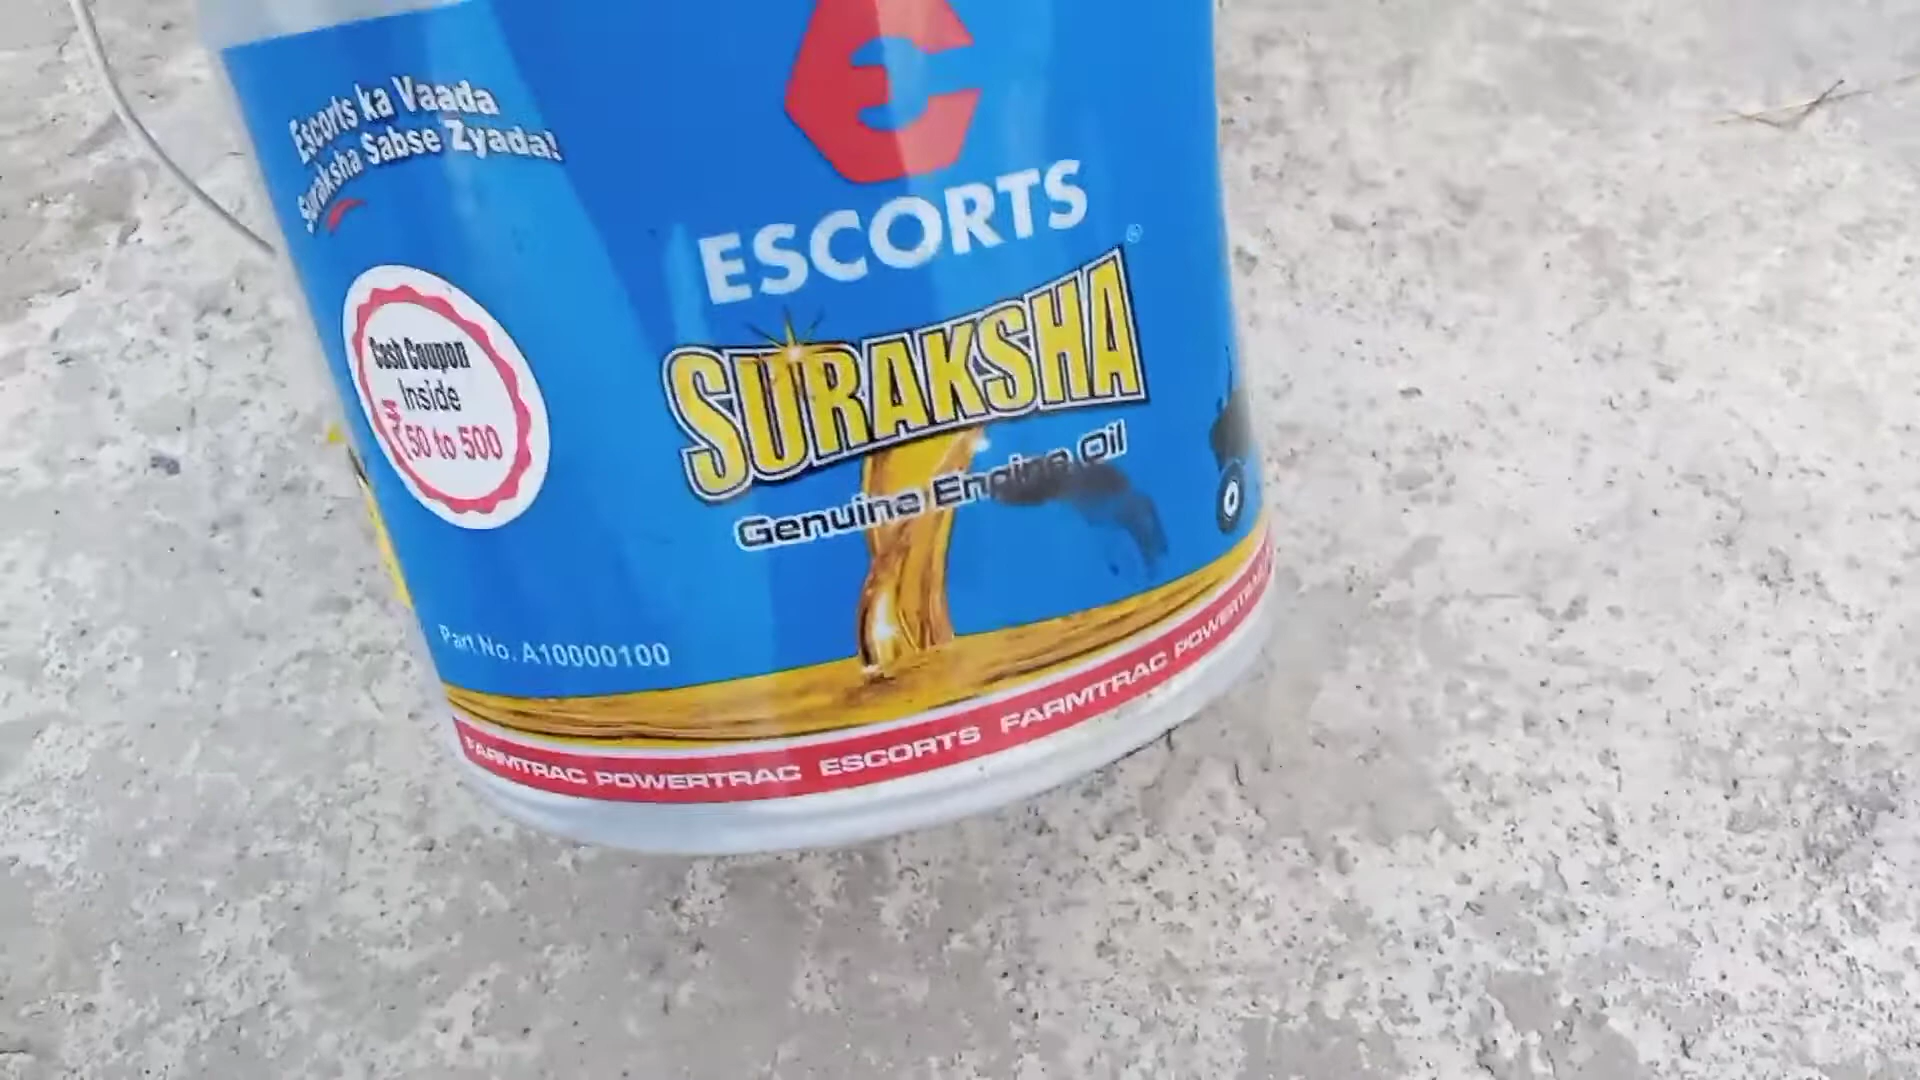 Escorts ka Vaada
Suraksha Sabse Zyada!
ESCORTS
SURAKSHA
®
Genuine Engine Oil
Cash Coupon
Inside
₹ 50 to 500
Part No. A10000100
FARMTRAC POWERTRAC ESCORTS FARMTRAC POWERTRAC